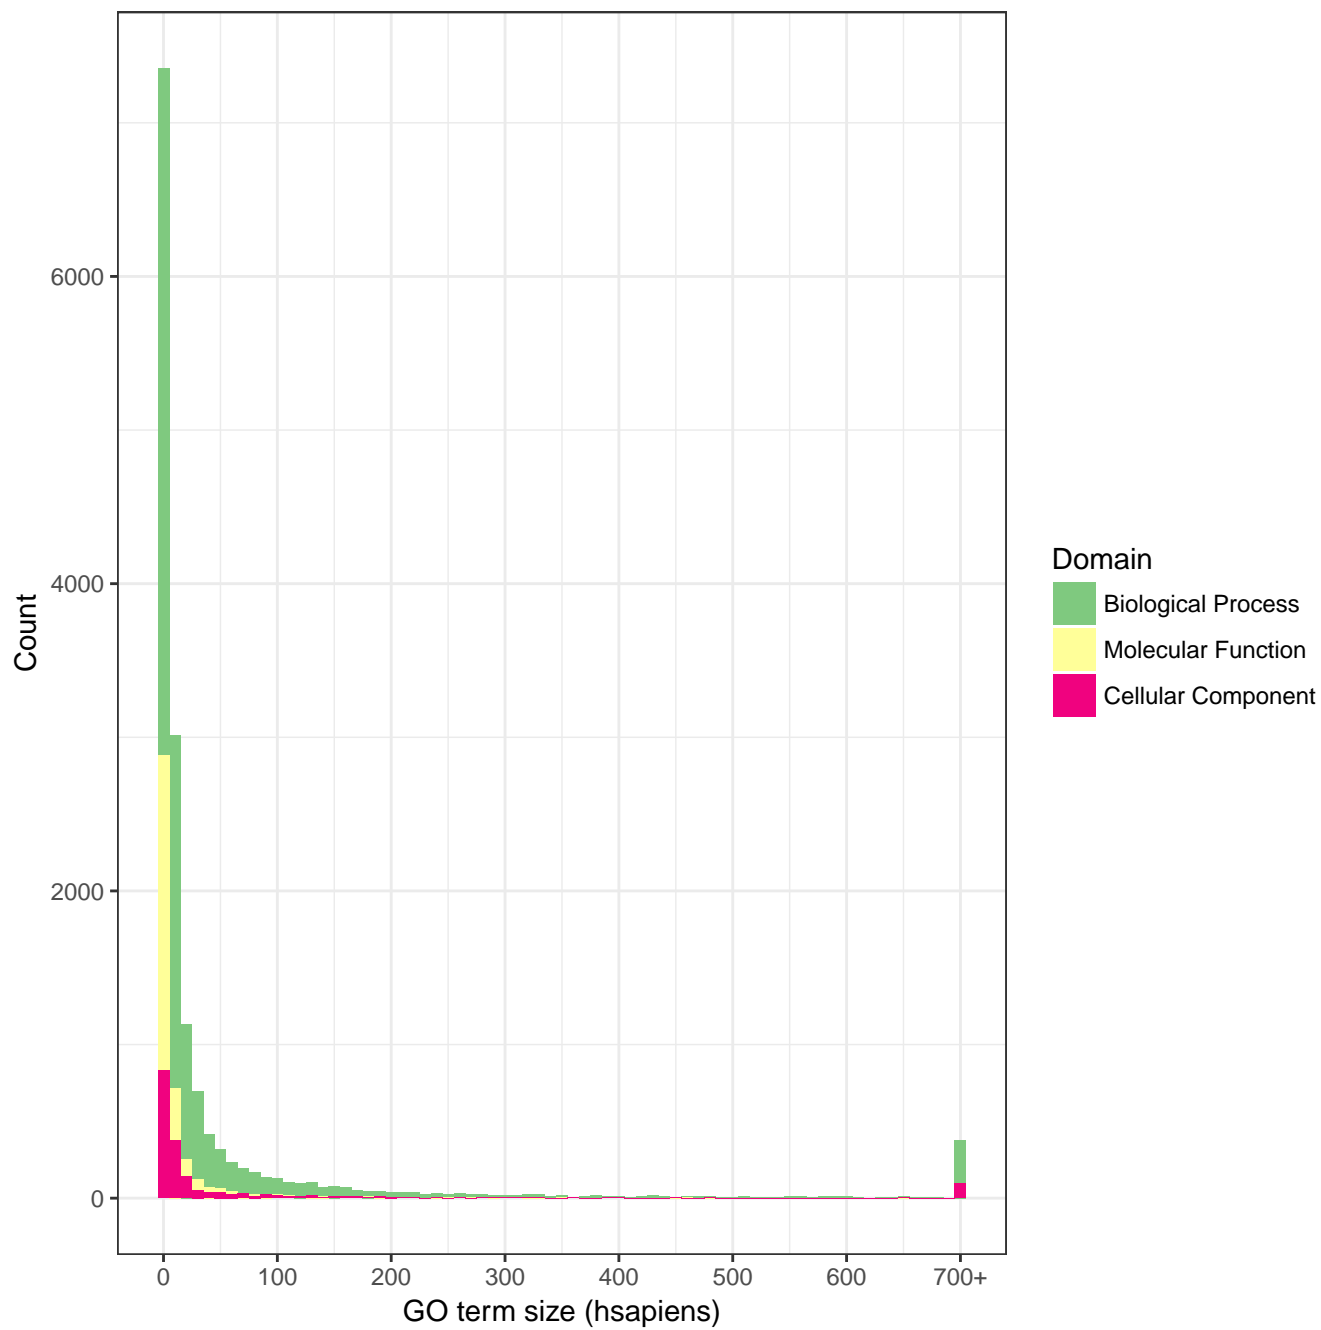 Count
6000
4000
2000
0
0 100 200 300 400 500 600 700+
GO term size (hsapiens)
Domain
Biological Process
Molecular Function
Cellular Component